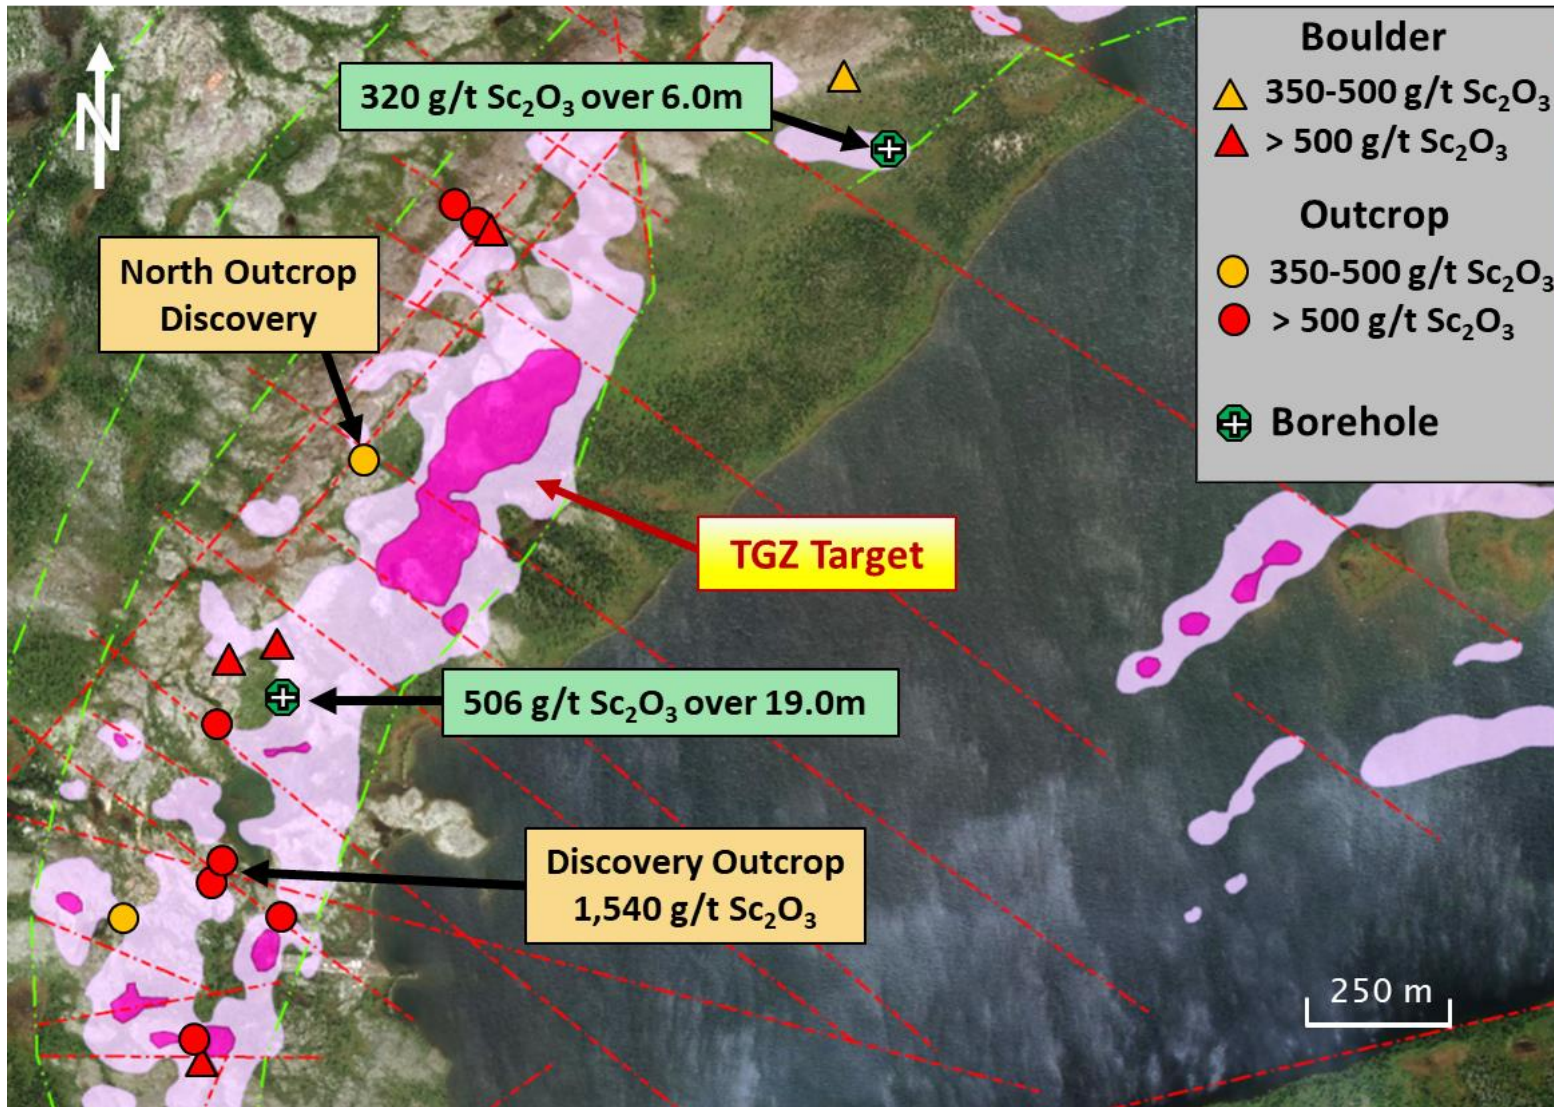 N
320 g/t Sc₂O₃ over 6.0m
North Outcrop
Discovery
TGZ Target
506 g/t Sc₂O₃ over 19.0m
Discovery Outcrop
1,540 g/t Sc₂O₃
Boulder
350-500 g/t Sc₂O₃
> 500 g/t Sc₂O₃
Outcrop
350-500 g/t Sc₂O₃
> 500 g/t Sc₂O₃
Borehole
250 m